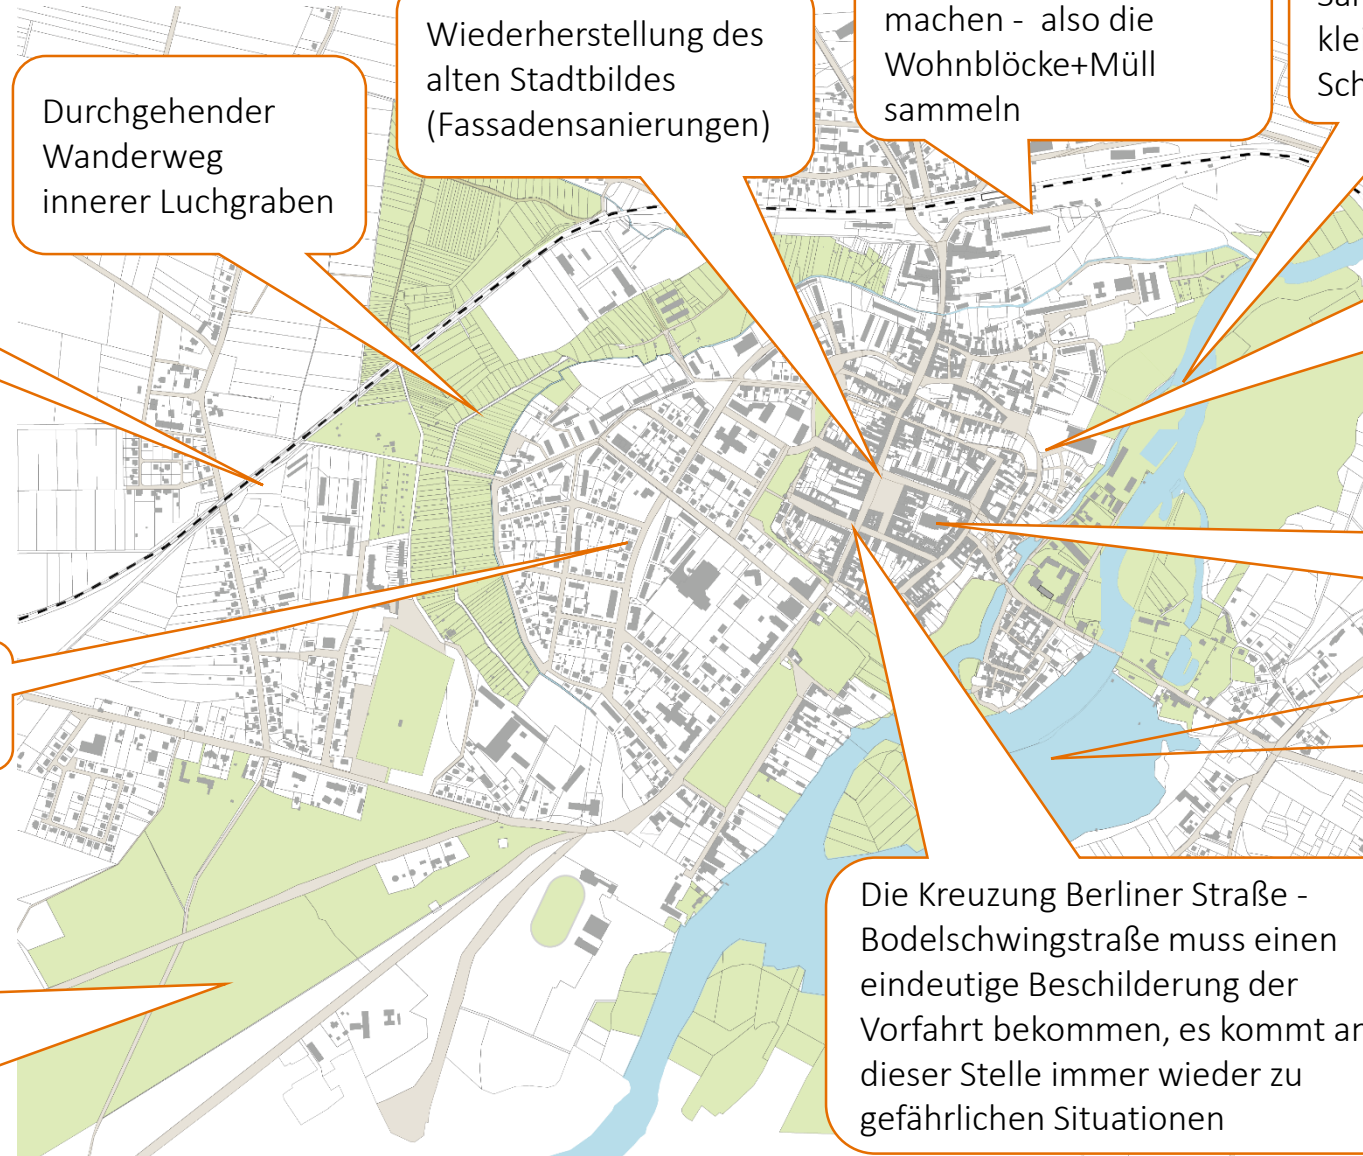 Durchgehender
Wanderweg
innerer Luchgraben
Wiederherstellung des
alten Stadtbildes
(Fassadensanierungen)
machen - also die
Wohnblöcke+Müll
sammeln
Die Kreuzung Berliner Straße -
Bodelschwingstraße muss einen
eindeutige Beschilderung der
Vorfahrt bekommen, es kommt an
dieser Stelle immer wieder zu
gefährlichen Situationen